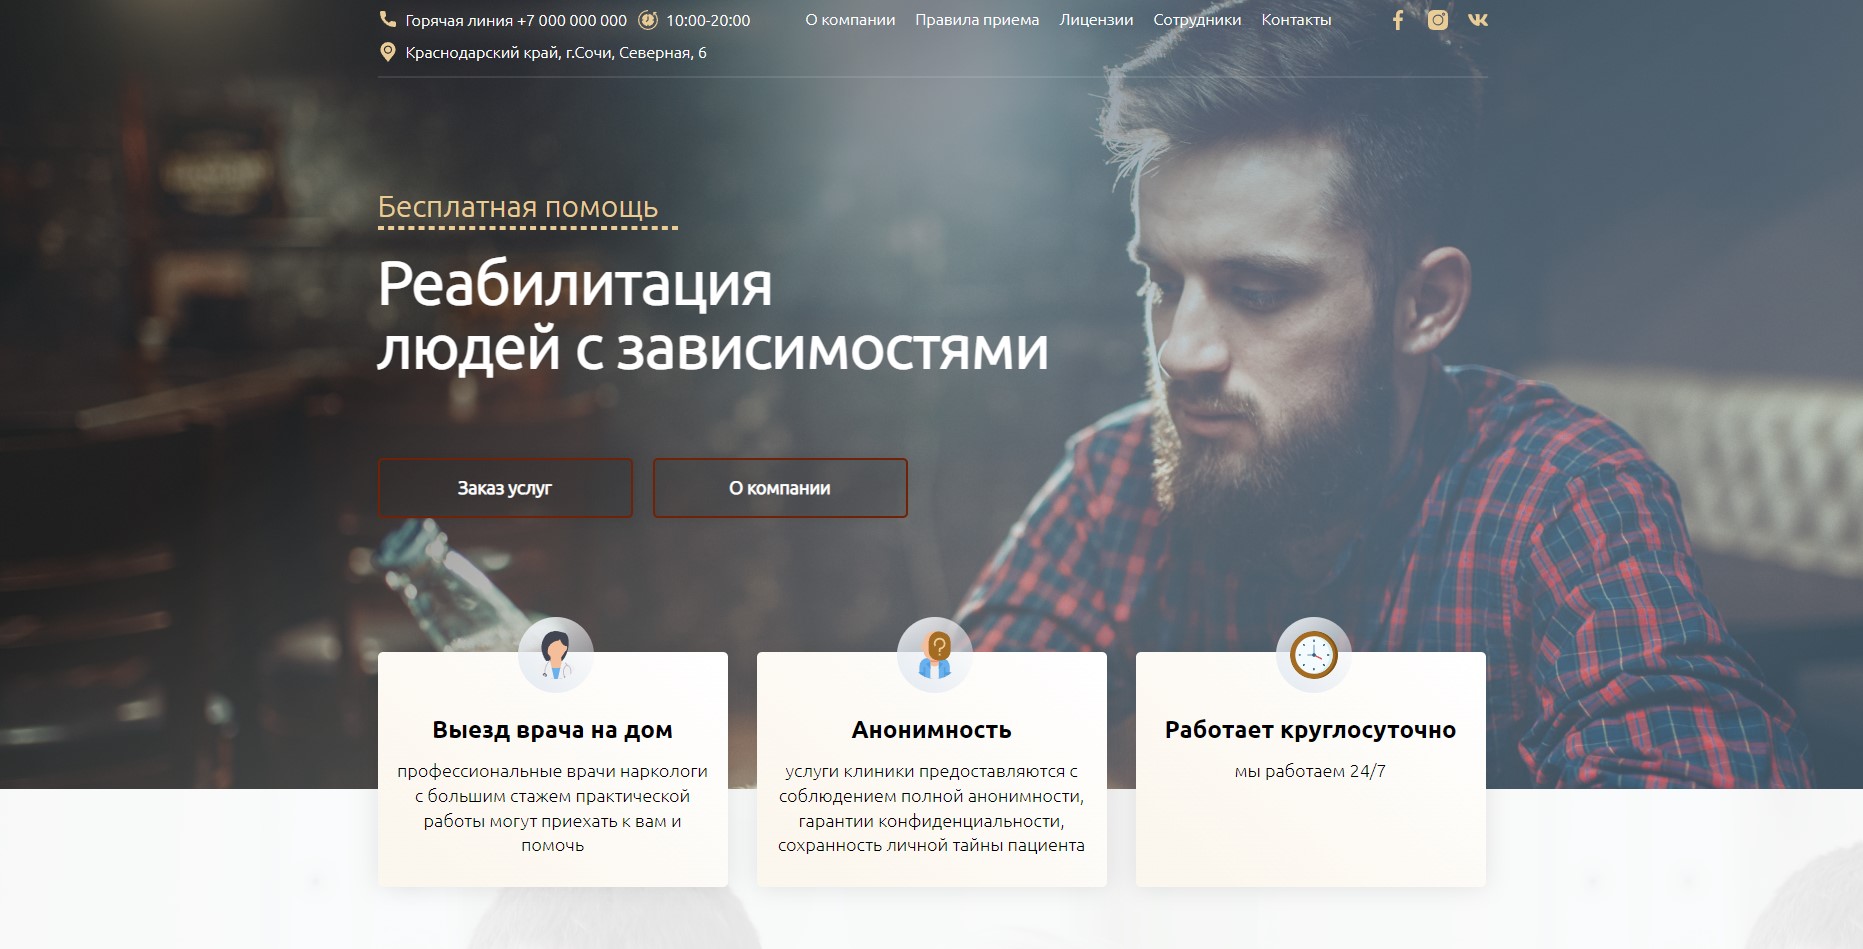 Горячая линия +7 000 000 000 10:00-20:00 О компании Правила приема Лицензии Сотрудники Контакты
Краснодарский край, г.Сочи, Северная, 6
Бесплатная помощь
Реабилитация
людей с зависимостями
Заказ услуг О компании
Выезд врача на дом
профессиональные врачи наркологи
с большим стажем практической
работы могут приехать к вам и
помочь
Анонимность
услуги клиники предоставляются с
соблюдением полной анонимности,
гарантии конфиденциальности,
сохранность личной тайны пациента
Работает круглосуточно
мы работаем 24/7